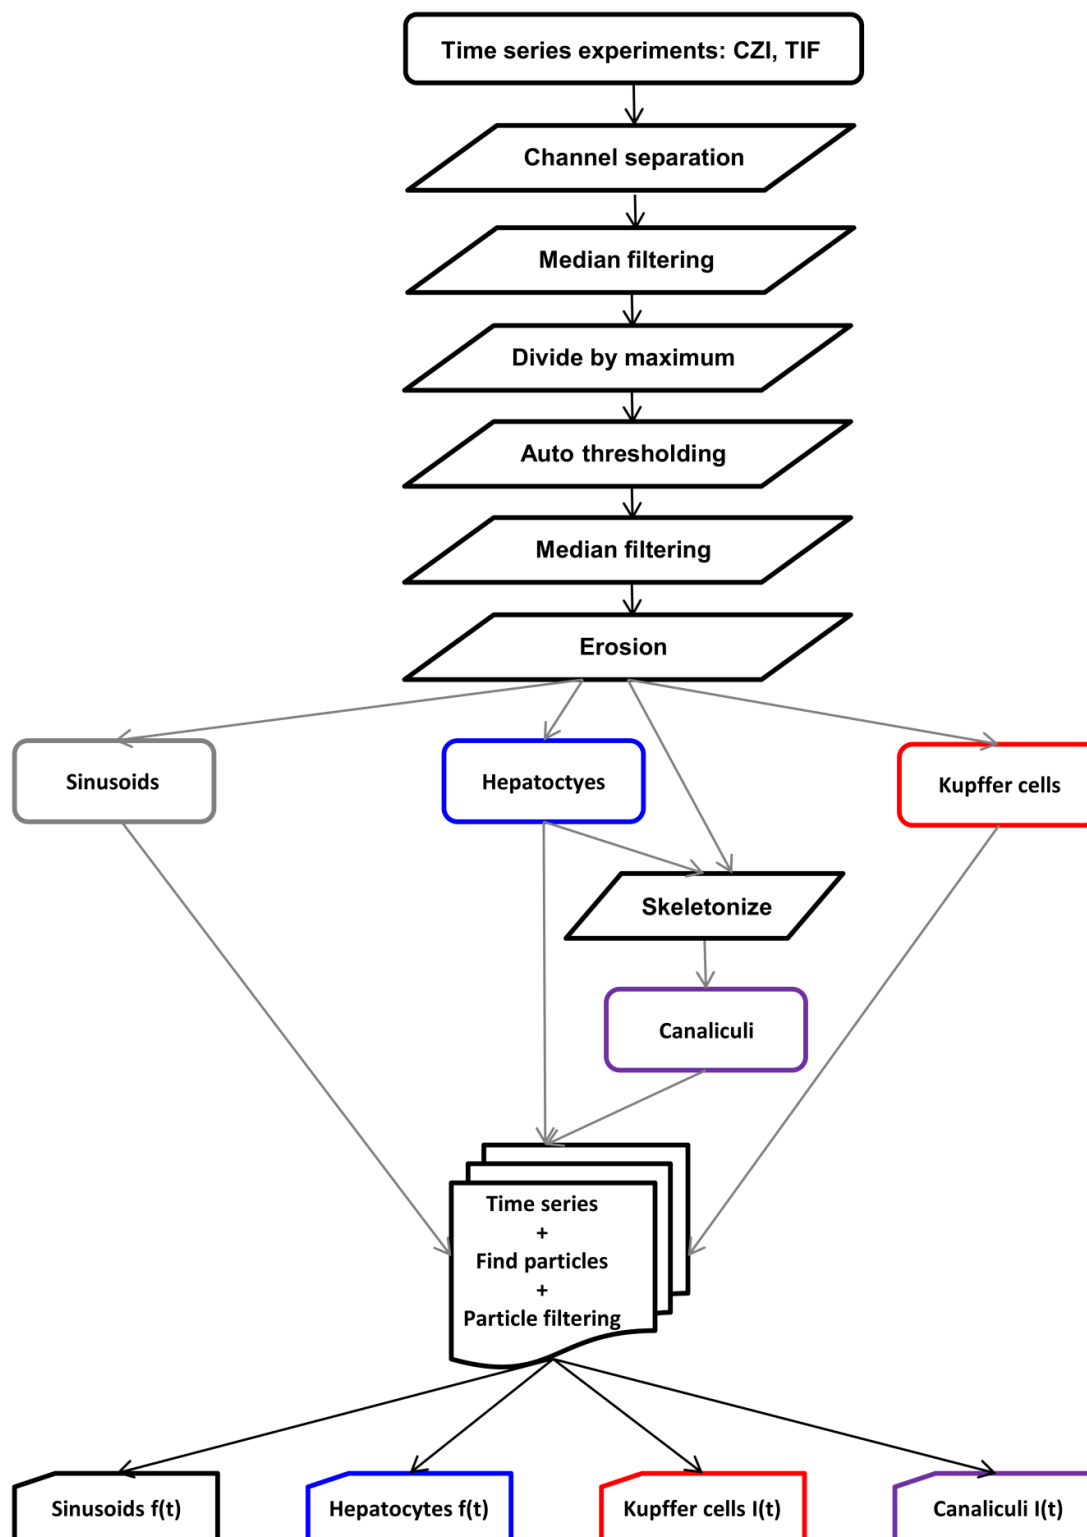 Time series experiments: CZI, TIF
Channel separation
Median filtering
Divide by maximum
Auto thresholding
Median filtering
Erosion
Sinusoids
Hepatoctyes
Kupffer cells
Skeletonize
Canaliculi
Time series
+
Find particles
+
Particle filtering
Sinusoids f(t)
Hepatocytes f(t)
Kupffer cells I(t)
Canaliculi I(t)